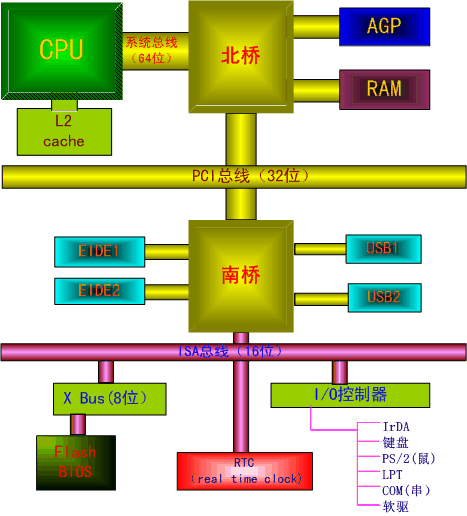 CPU
系统总线
(64位)
北桥
AGP
RAM
L2
cache
PCI总线(32位)
EIDE1
EIDE2
南桥
USB1
USB2
ISA总线(16位)
X Bus(8位)
I/O控制器
Flash
BIOS
RTC
(real time clock)
IrDA
键盘
PS/2(鼠)
LPT
COM(串)
软驱